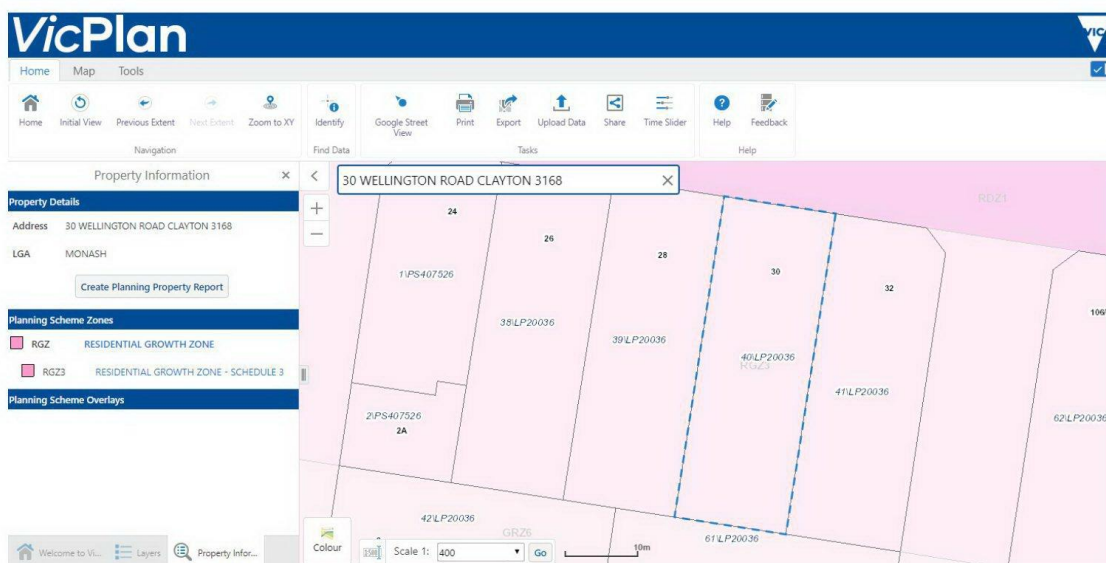 VicPlan
VIC
Home Map Tools
Home Initial View Previous Extent Next Extent Zoom to XY Identify Google Street View Print Export Upload Data Share Time Slider Help Feedback
Navigation Find Data Tasks Help
Property Information ×
Property Details
Address 30 WELLINGTON ROAD CLAYTON 3168
LGA MONASH
Create Planning Property Report
Planning Scheme Zones
RGZ RESIDENTIAL GROWTH ZONE
RGZ3 RESIDENTIAL GROWTH ZONE - SCHEDULE 3
Planning Scheme Overlays
Welcome to Vi... Layers Property Infor...
30 WELLINGTON ROAD CLAYTON 3168
RDZ1
24
26
28
30
32
106
1\PS407526
38\LP20036
39\LP20036
40\LP20036
RGZ3
41\LP20036
2\PS407526
2A
62\LP20036
42\LP20036
GRZ6
61\LP20036
Colour
Scale 1: 400 Go 10m